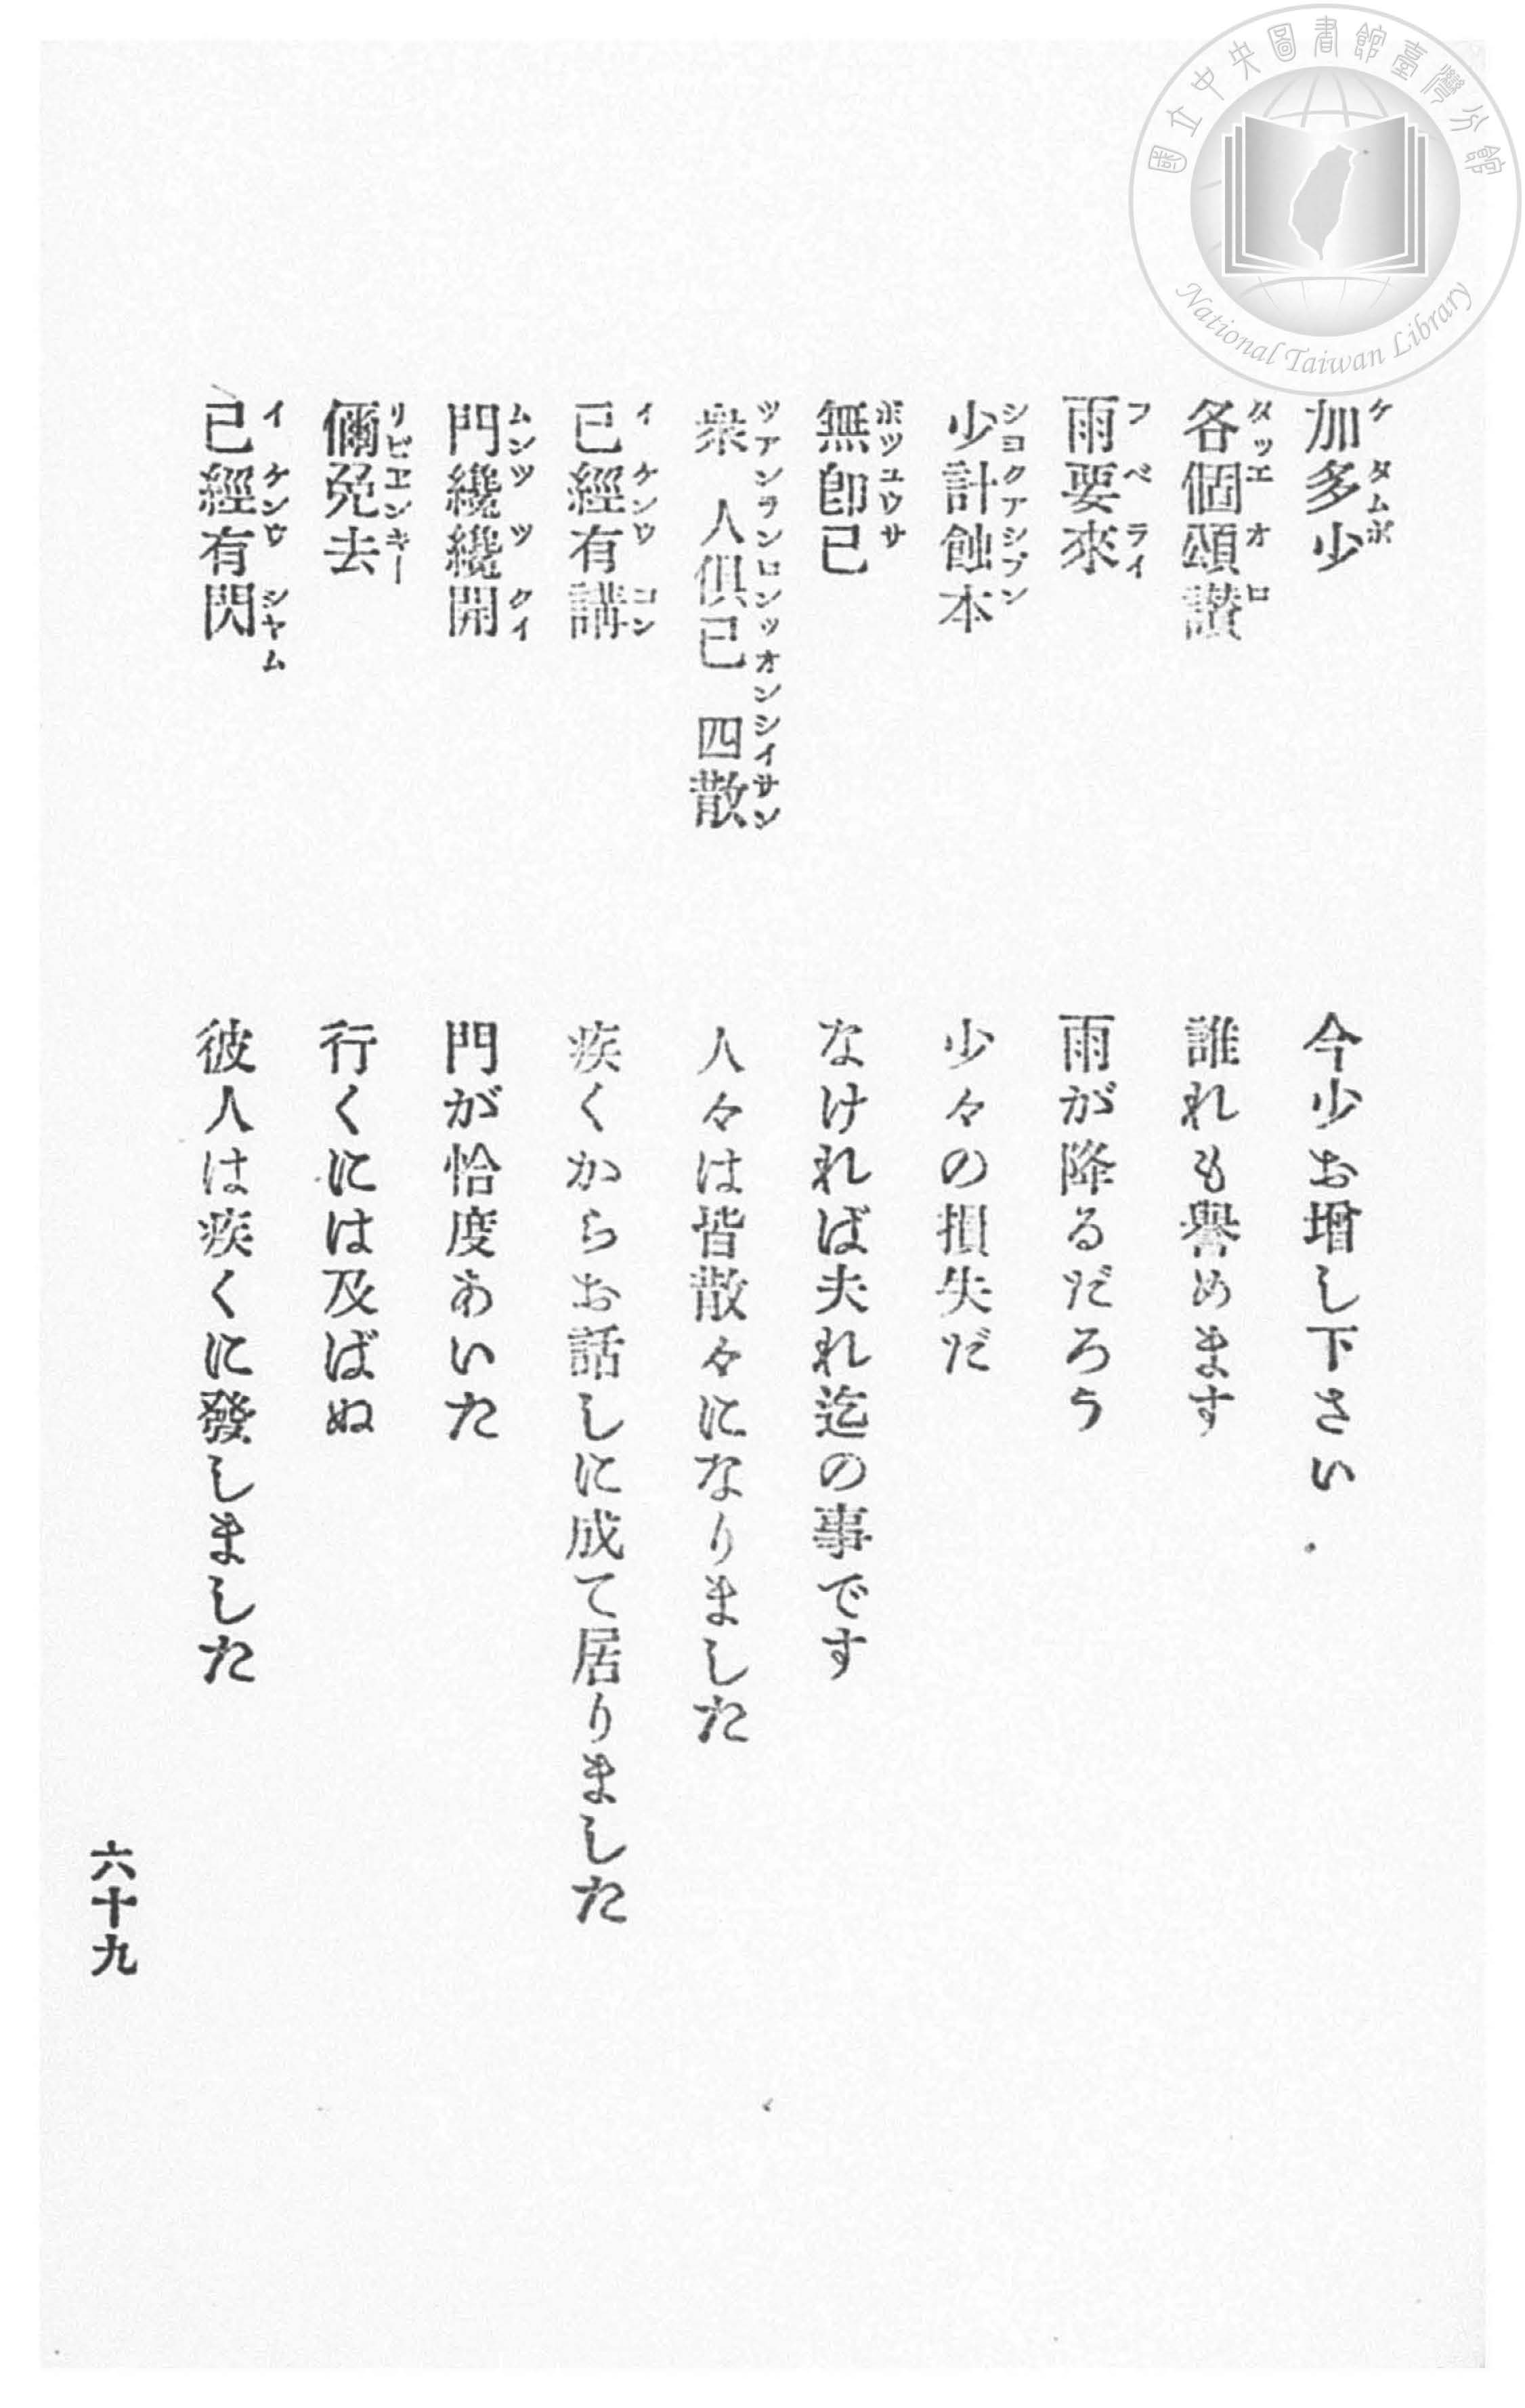 國立中央圖書館臺灣分館
National Taiwan Library
加多少
ケタムポ
今少お增し下さい
各個頌讃
タッエオロ
誰れも譽めます
雨要來
フベライ
雨が降るだろう
少計蝕本
シヨクアシプン
少々の損失だ
無卽已
ボツユウサ
なければ夫れ迄の事です
衆人俱已四散
ツアンランロンツオンシイサン
人々は皆散々になりました
已經有講
イケンウコン
疾くからお話しに成て居りました
門纔纔開
ムンツツクイ
門が恰度あいた
儞免去
リビエンキー
行くには及ばぬ
已經有閃
イケンウシヤム
彼人は疾くに發しました
六十九